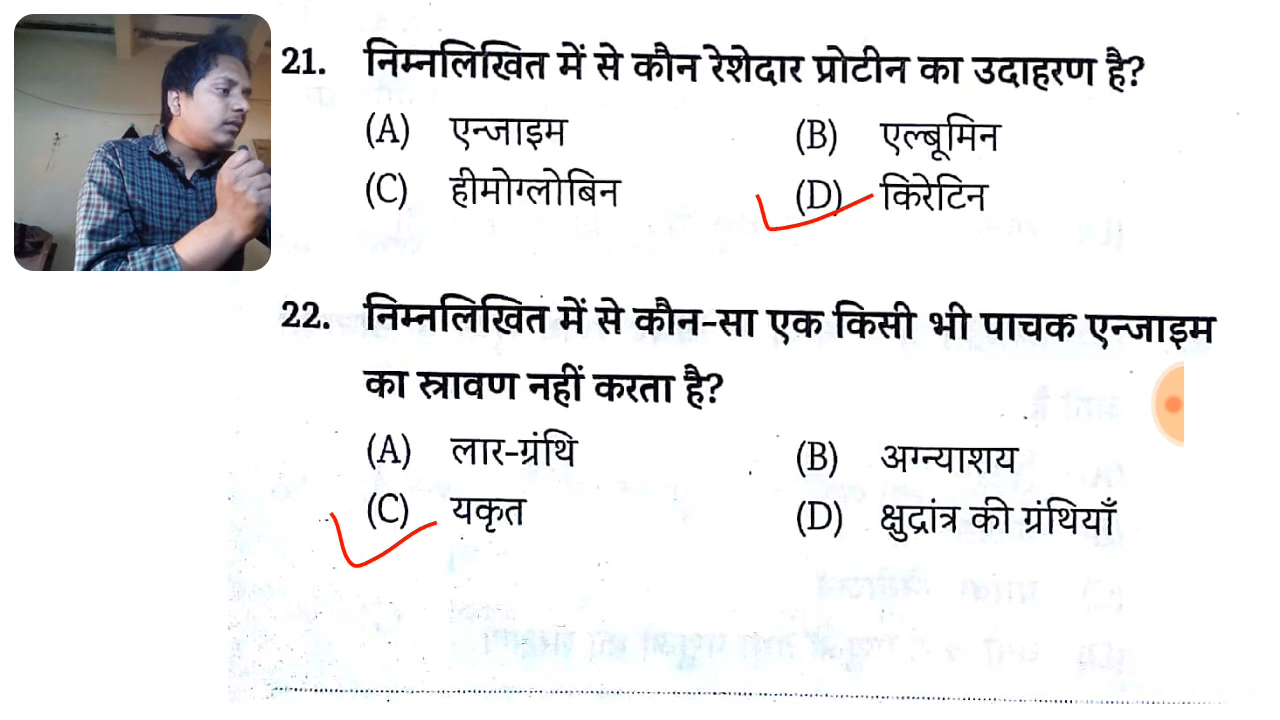 21. निम्नलिखित में से कौन रेशेदार प्रोटीन का उदाहरण है?
(A) एन्जाइम (B) एल्बूमिन
(C) हीमोग्लोबिन (D) किरेटिन
22. निम्नलिखित में से कौन-सा एक किसी भी पाचक एन्जाइम
का स्रावण नहीं करता है?
(A) लार-ग्रंथि (B) अग्न्याशय
(C) यकृत (D) क्षुद्रांत्र की ग्रंथियाँ